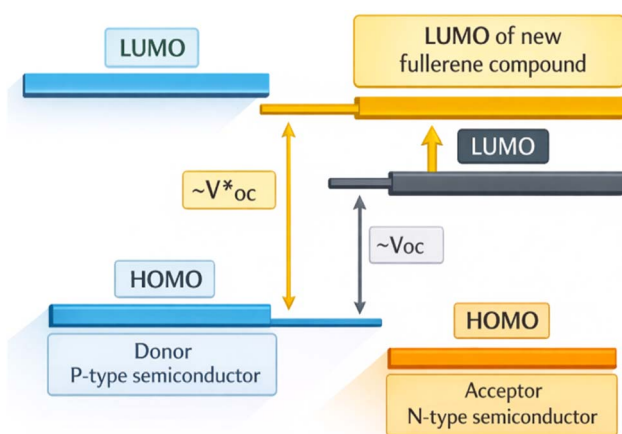 LUMO
LUMO of new
fullerene compound
LUMO
~V*oc
~Voc
HOMO
HOMO
Donor
P-type semiconductor
Acceptor
N-type semiconductor